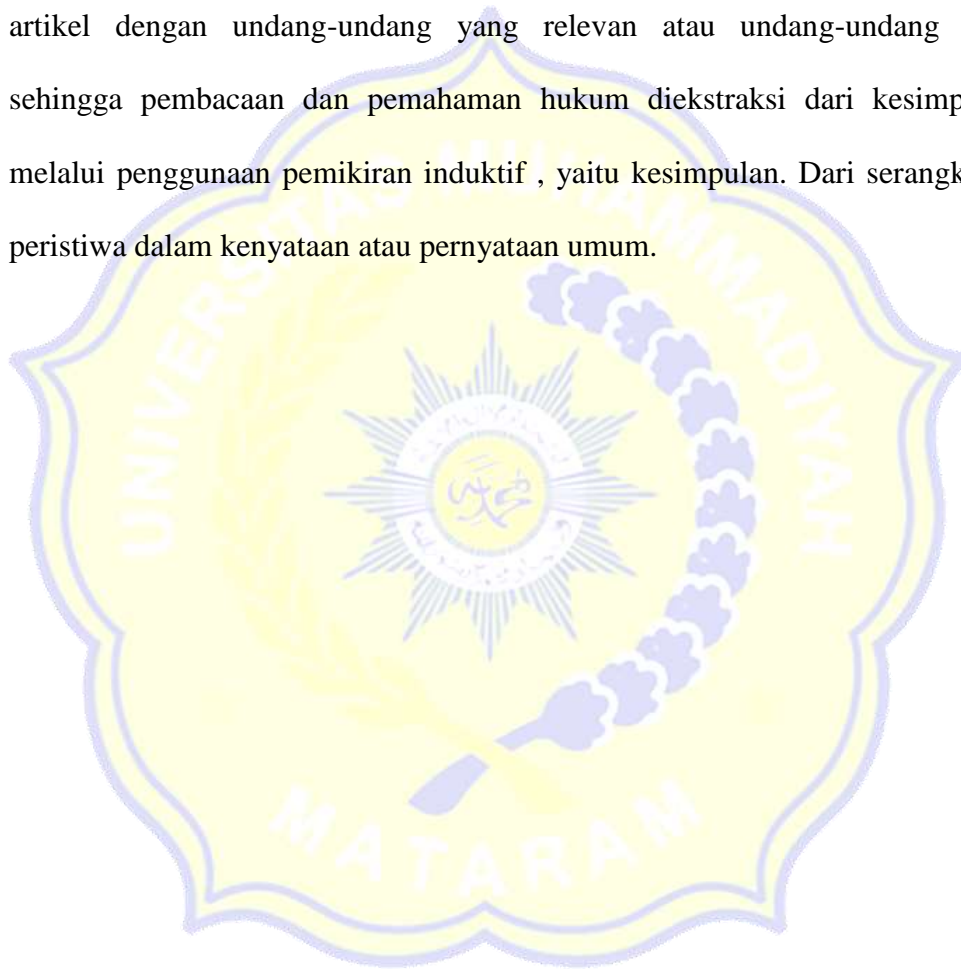 artikel dengan undang-undang yang relevan atau undang-undang
sehingga pembacaan dan pemahaman hukum diekstraksi dari
melalui penggunaan pemikiran induktif , yaitu kesimpulan. Dari
peristiwa dalam kenyataan atau pernyataan umum.
UNIVERSITAS MUHAMMADIYAH
MATARAM